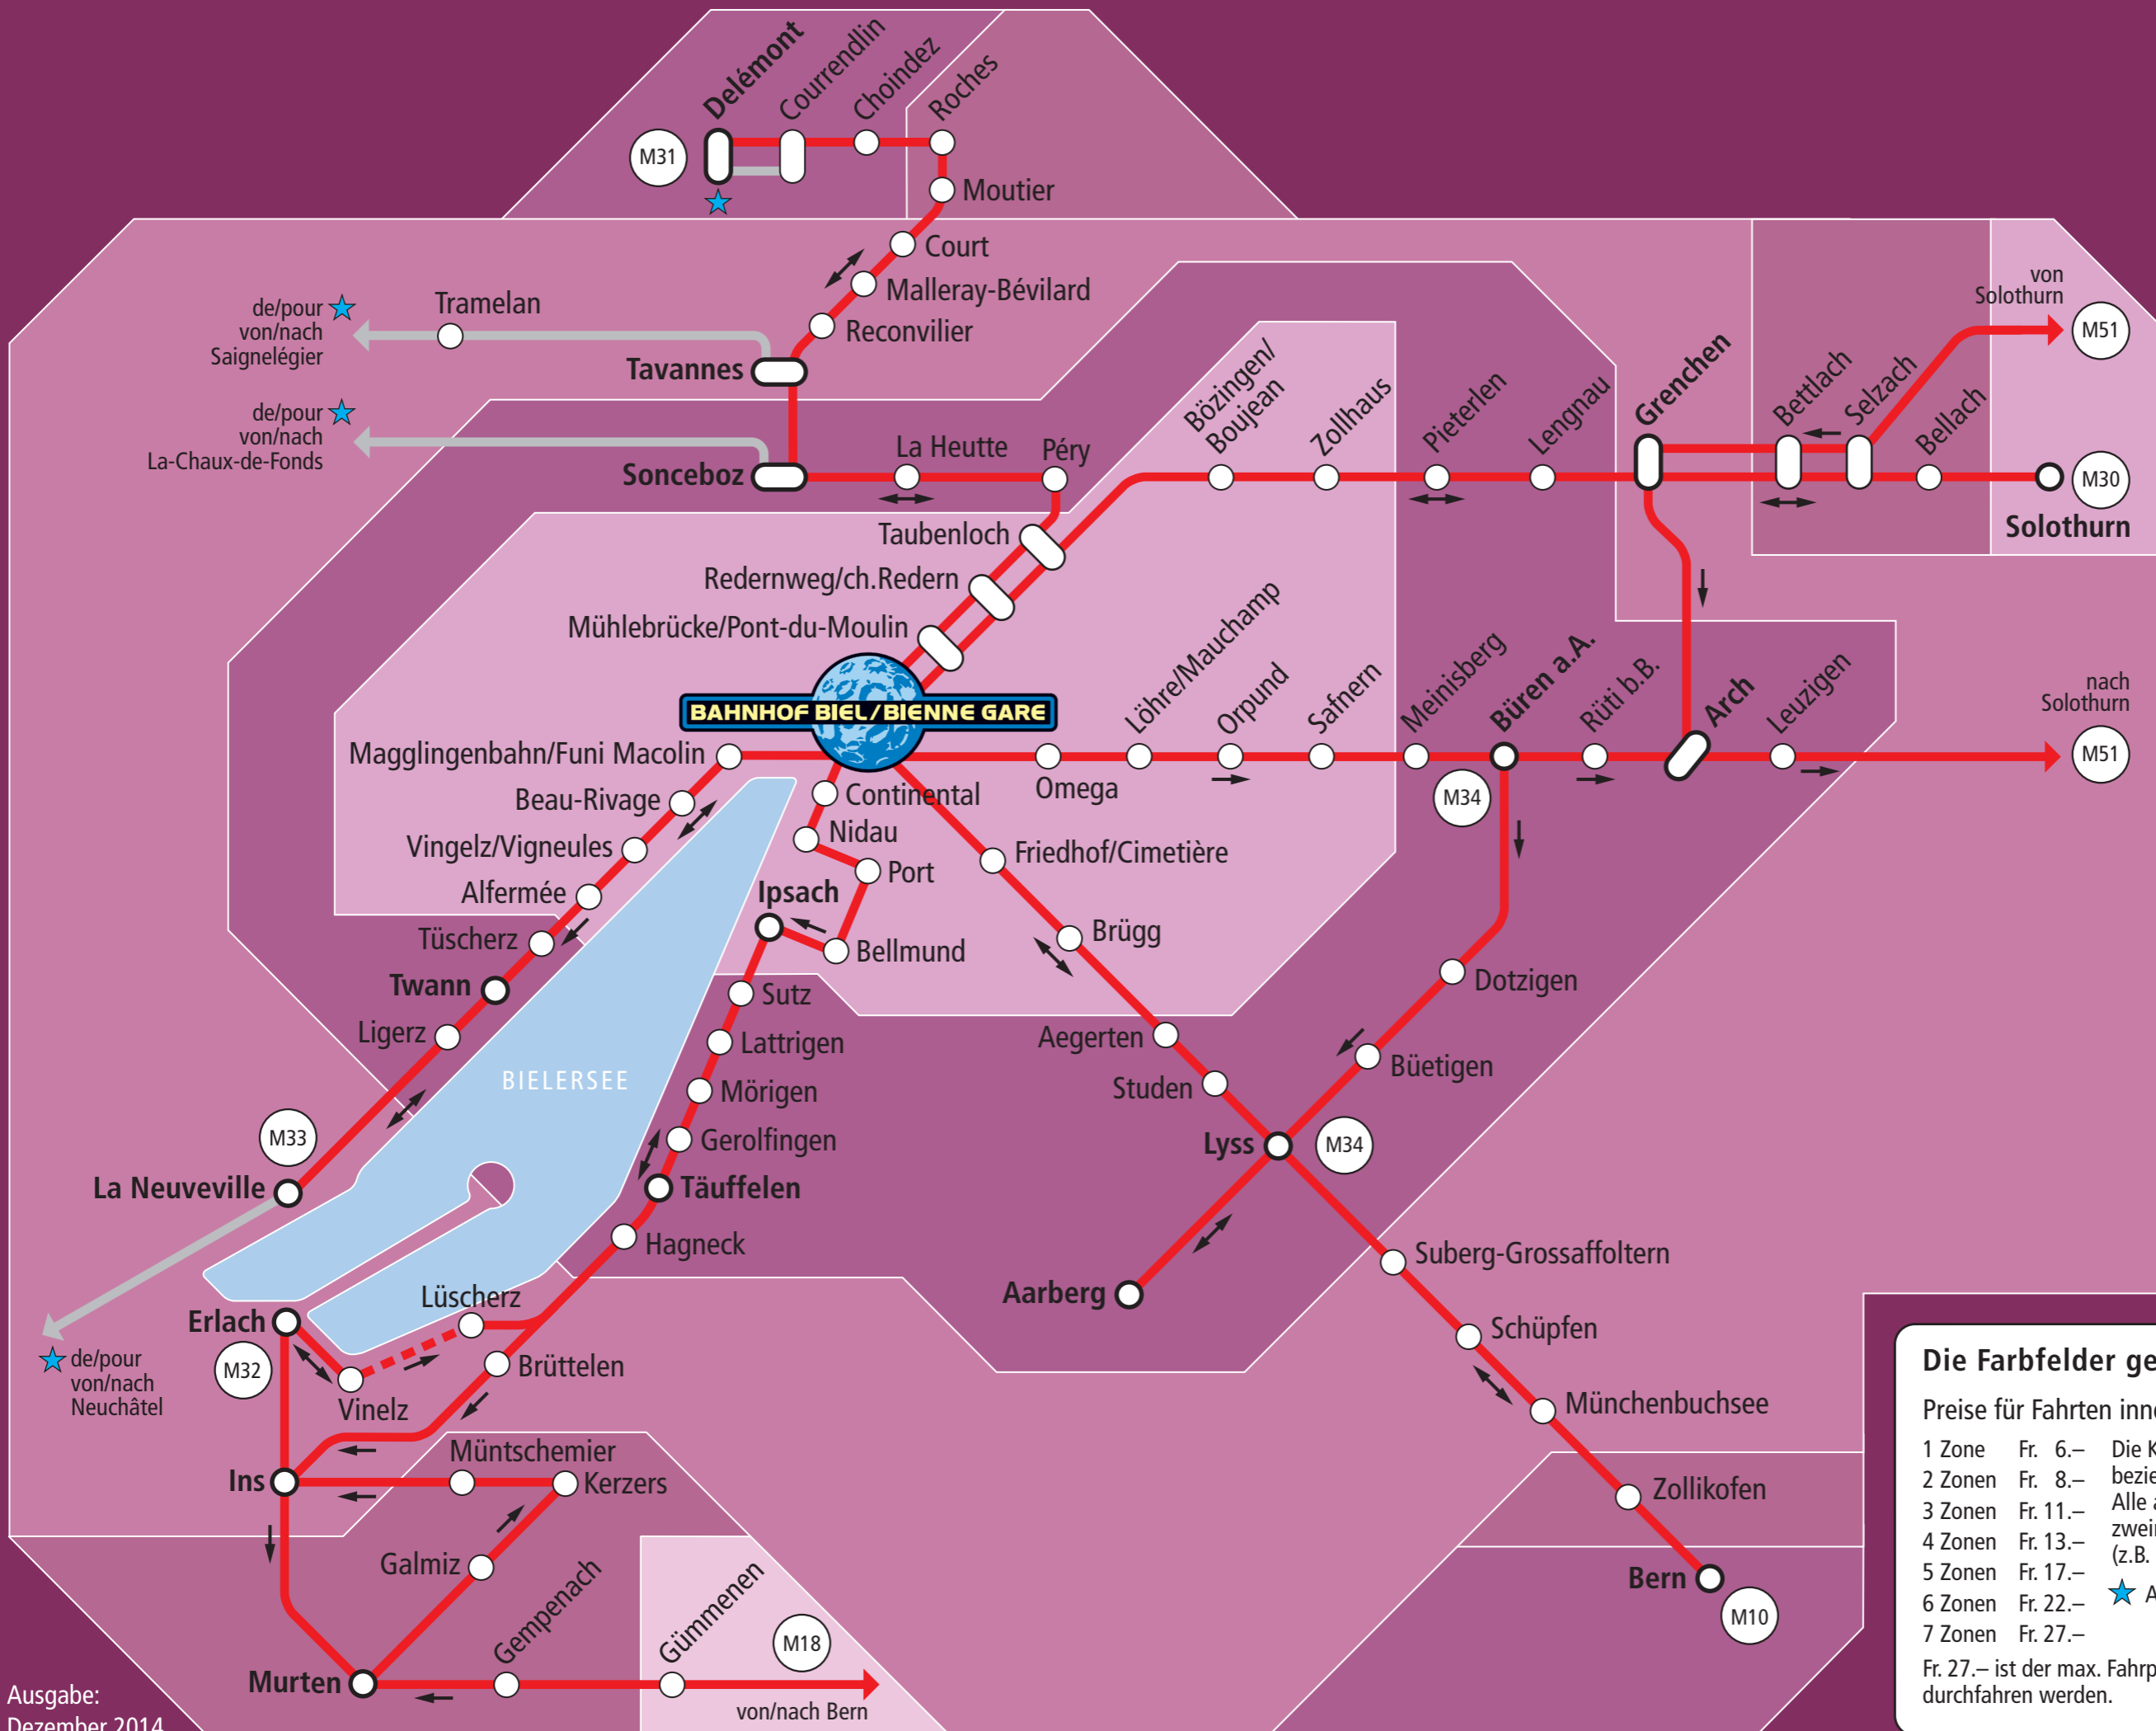 Delémont
Courrendlin
Choindez
Roches
M31
Moutier
Court
Malleray-Bévilard
Reconvilier
de/pour
von/nach
Saignelégier
Tramelan
Tavannes
de/pour
von/nach
La-Chaux-de-Fonds
Sonceboz
La Heutte
Péry
Bözingen/
Boujean
Zollhaus
Pieterlen
Lengnau
Grenchen
Bettlach
Selzach
Bellach
von
Solothurn
M51
M30
Solothurn
Taubenloch
Redernweg/ch.Redern
Mühlebrücke/Pont-du-Moulin
BAHNHOF BIEL/BIENNE GARE
Magglingenbahn/Funi Macolin
Beau-Rivage
Vingelz/Vigneules
Alfermée
Tüscherz
Twann
Ligerz
M33
La Neuveville
de/pour
von/nach
Neuchâtel
BIELERSEE
Omega
Löhre/Mauchamp
Orpund
Safnern
Meinisberg
Büren a.A.
M34
Rüti b.B.
Arch
Leuzigen
nach
Solothurn
M51
Continental
Nidau
Port
Ipsach
Bellmund
Sutz
Lattrigen
Mörigen
Gerolfingen
Täuffelen
Hagneck
Lüscherz
Erlach
M32
Vinelz
Brüttelen
Ins
Müntschemier
Kerzers
Galmiz
Murten
Gempenach
Gümmenen
M18
von/nach Bern
Friedhof/Cimetière
Brügg
Aegerten
Studen
Dotzigen
Büetigen
Lyss
M34
Aarberg
Suberg-Grossaffoltern
Schüpfen
Münchenbuchsee
Zollikofen
Bern
M10
Die Farbfelder ge
Preise für Fahrten inne
1 Zone Fr. 6.– Die K
2 Zonen Fr. 8.– bezie
3 Zonen Fr. 11.– Alle a
4 Zonen Fr. 13.– zwei
5 Zonen Fr. 17.– (z.B.
6 Zonen Fr. 22.– A
7 Zonen Fr. 27.–
Fr. 27.– ist der max. Fahrp
durchfahren werden.
Ausgabe:
Dezember 2014